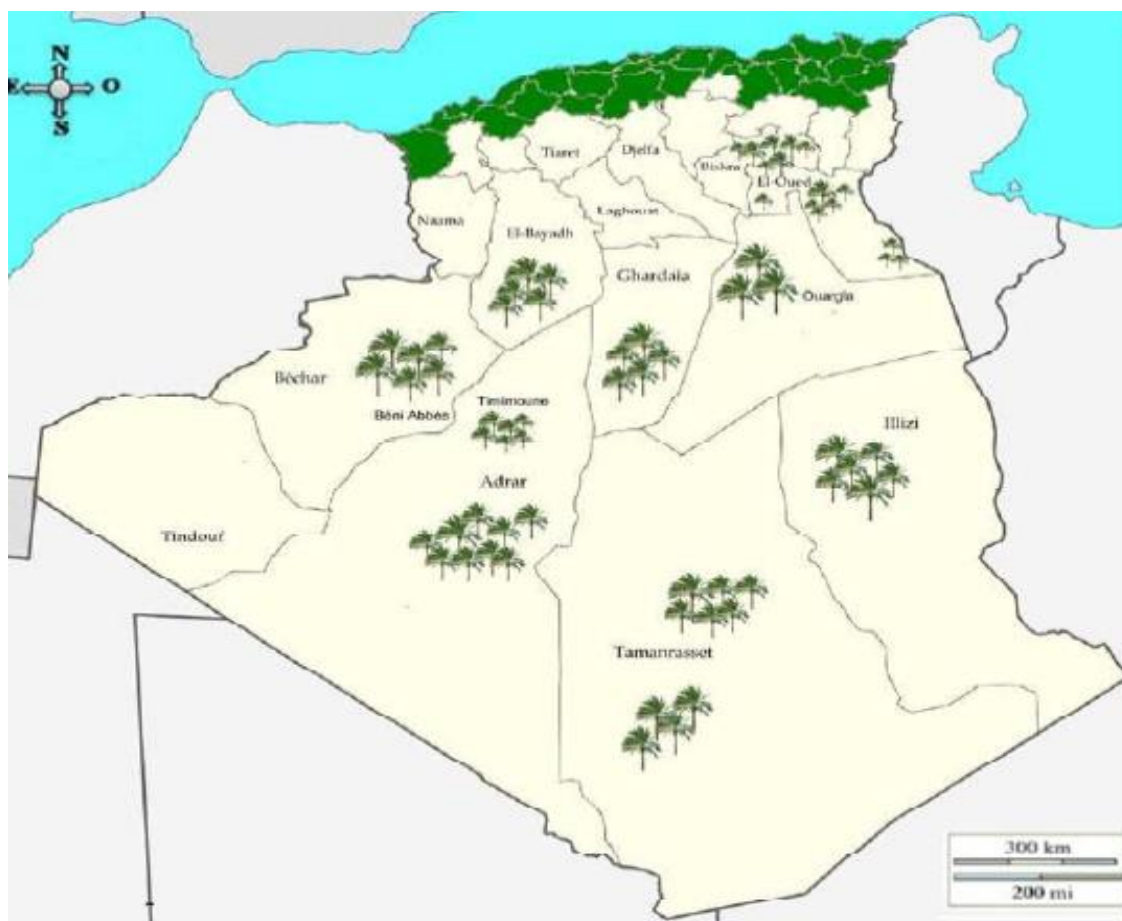 N
E O
S
Tiaret
Djelfa
Biskra
El-Oued
Naama
Laghouat
El-Bayadh
Ghardaia
Ouargla
Béchar
Béni Abbès
Timimoune
Illizi
Adrar
Tindouf
Tamanrasset
300 km
200 mi